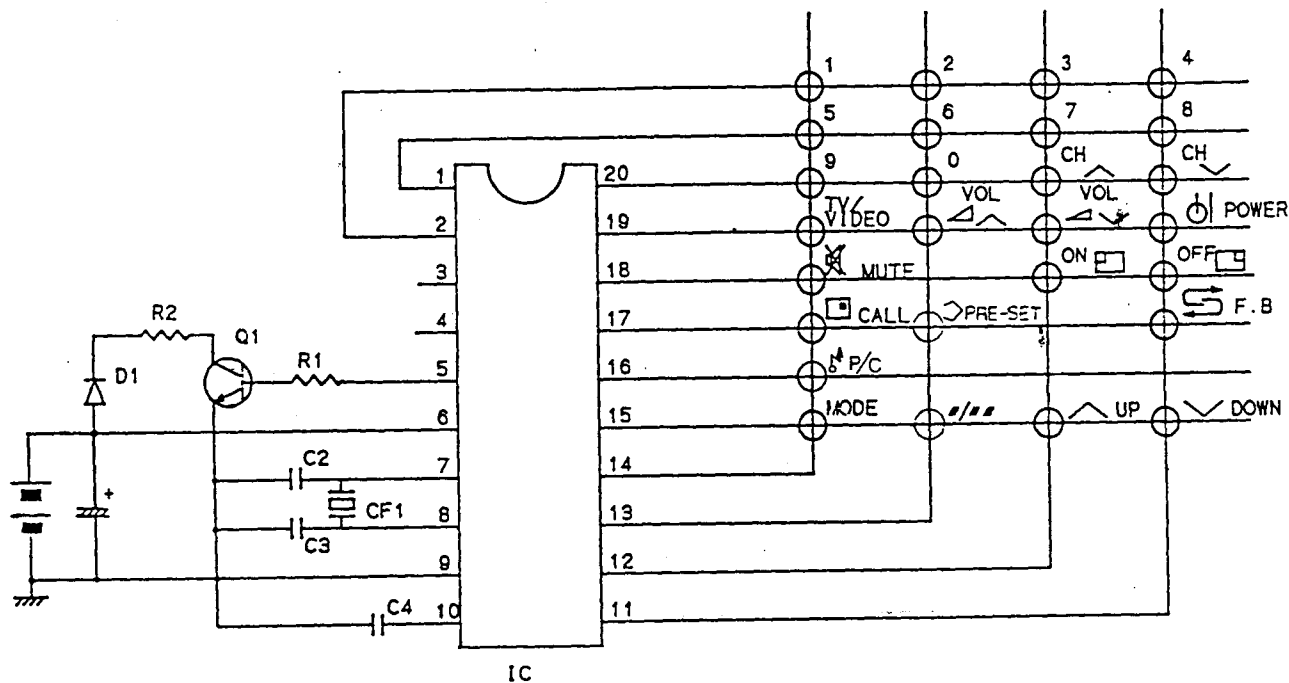 1 2 3 4
5 6 7 8
9 0 CH CH
TV/
VIDEO VOL VOL POWER
MUTE ON OFF
CALL PRE-SET F.B
P/C
MODE UP DOWN
1 20
2 19
3 18
4 17
5 16
6 15
7 14
8 13
9 12
10 11
R2
Q1
D1
R1
C2
CF1
C3
+
C4
IC